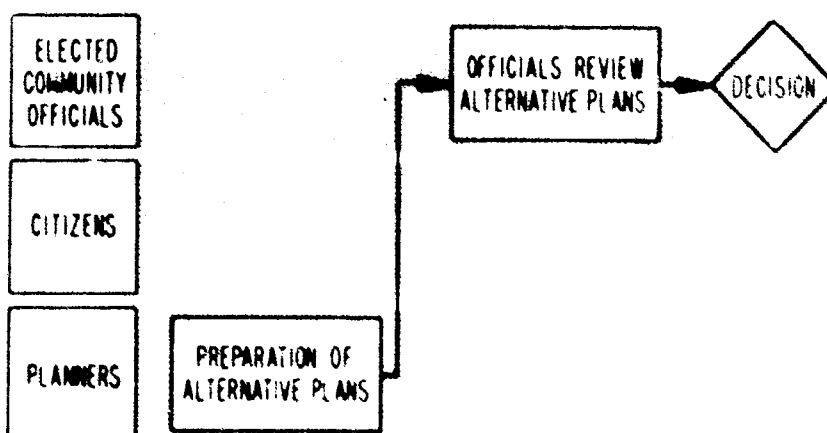 ELECTED
COMMUNITY
OFFICIALS
OFFICIALS REVIEW
ALTERNATIVE PLANS
DECISION
CITIZENS
PLANNERS
PREPARATION OF
ALTERNATIVE PLANS